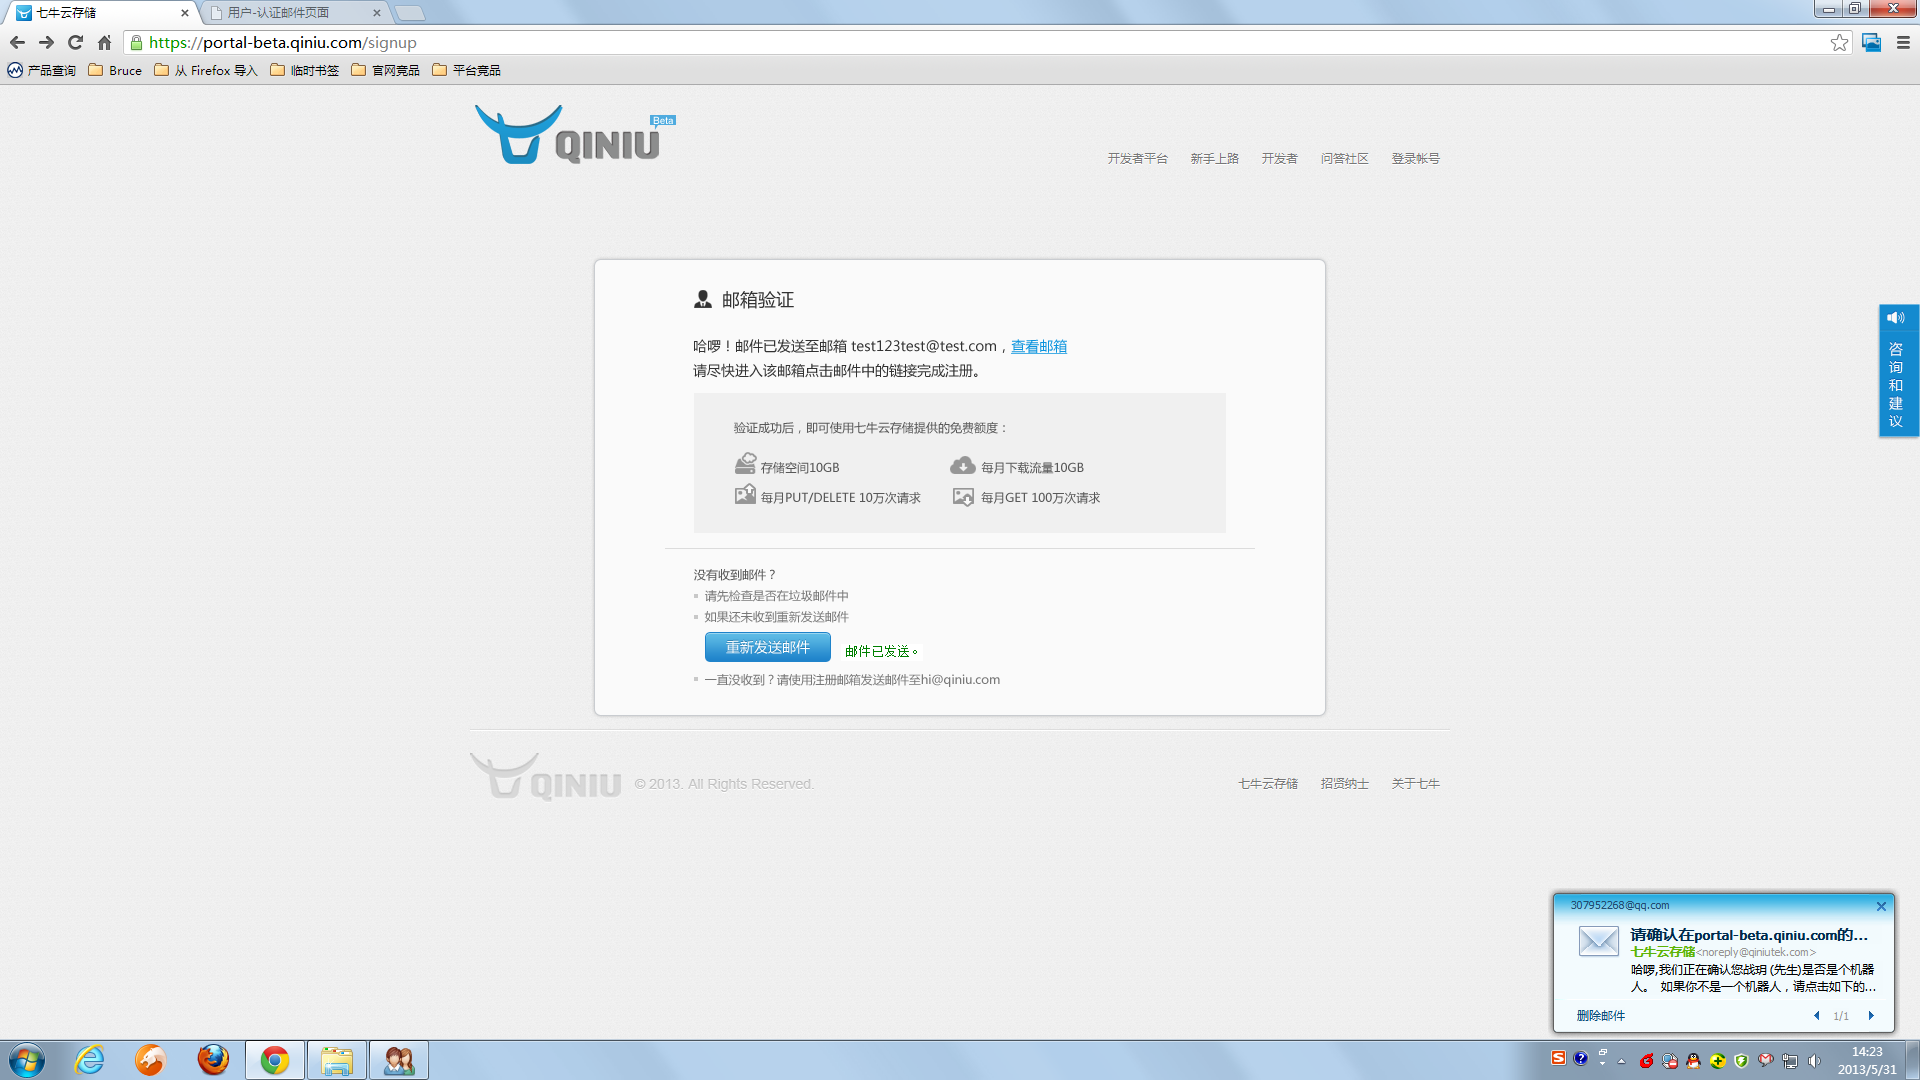 七牛云存储
用户-认证邮件页面
https://portal-beta.qiniu.com/signup
产品查询
Bruce
从 Firefox 导入
临时书签
官网竞品
平台竞品
QINIU
Beta
开发者平台
新手上路
开发者
问答社区
登录帐号
邮箱验证
哈啰！邮件已发送至邮箱 test123test@test.com，查看邮箱
请尽快进入该邮箱点击邮件中的链接完成注册。
验证成功后，即可使用七牛云存储提供的免费额度：
存储空间10GB
每月下载流量10GB
每月PUT/DELETE 10万次请求
每月GET 100万次请求
没有收到邮件？
请先检查是否在垃圾邮件中
如果还未收到重新发送邮件
重新发送邮件
邮件已发送。
一直没收到？请使用注册邮箱发送邮件至hi@qiniu.com
咨询和建议
QINIU
© 2013. All Rights Reserved.
七牛云存储
招贤纳士
关于七牛
307952268@qq.com
请确认在portal-beta.qiniu.com的...
七牛云存储<noreply@qiniutek.com>
哈啰,我们正在确认您战玥 (先生)是否是个机器
人。 如果你不是一个机器人，请点击如下的...
删除邮件
1/1
14:23
2013/5/31